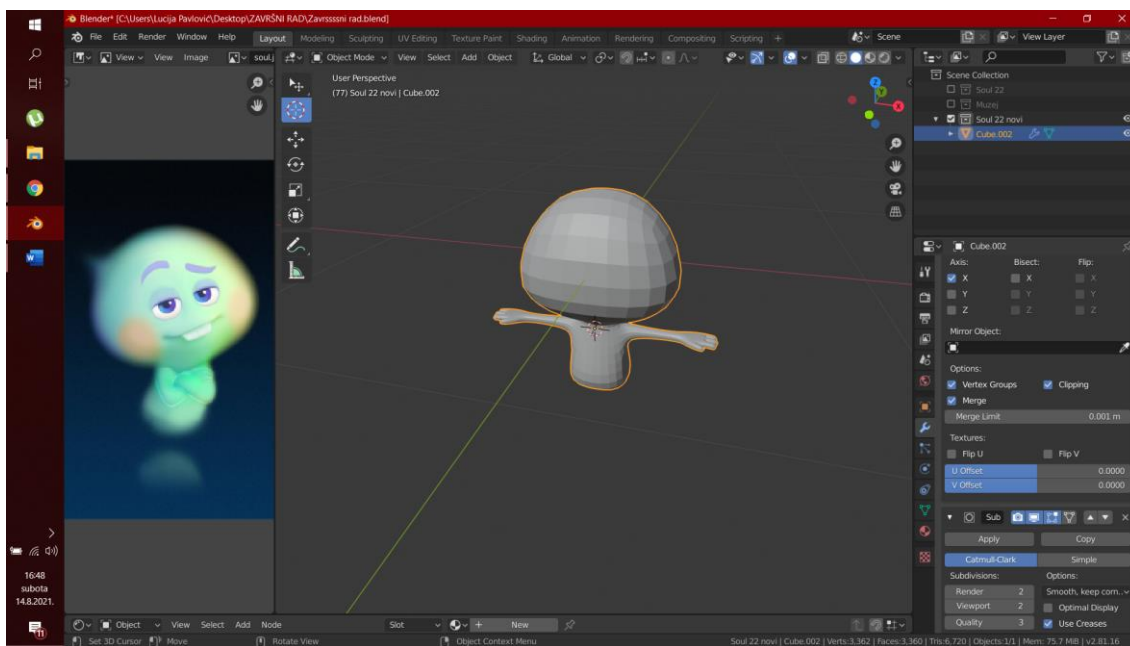 Blender* [C:\Users\Lucija Pavlović\Desktop\ZAVRŠNI RAD\Zavrssssni rad.blend]
File Edit Render Window Help Layout Modeling Sculpting UV Editing Texture Paint Shading Animation Rendering Compositing Scripting + Scene View Layer
View View Image soul.j Object Mode View Select Add Object Global
User Perspective
(77) Soul 22 novi | Cube.002
X
Scene Collection
Soul 22
Muzej
Soul 22 novi
Cube.002
Cube.002
Axis: Bisect: Flip:
X X X
Y Y Y
Z Z Z
Mirror Object:
Options:
Vertex Groups Clipping
Merge
Merge Limit 0.001 m
Textures:
Flip U Flip V
U Offset 0.0000
V Offset 0.0000
Sub
Apply Copy
Catmull-Clark Simple
Subdivisions: Options:
Render 2 Smooth, keep corn..
Viewport 2 Optimal Display
Quality 3 Use Creases
16:48
subota
14.8.2021.
11
Object View Select Add Node Slot + New
Set 3D Cursor Move Rotate View Object Context Menu Soul 22 novi | Cube.002 | Verts:3,362 | Faces:3,360 | Tris:6,720 | Objects:1/1 | Mem: 75.7 MiB | v2.81.16